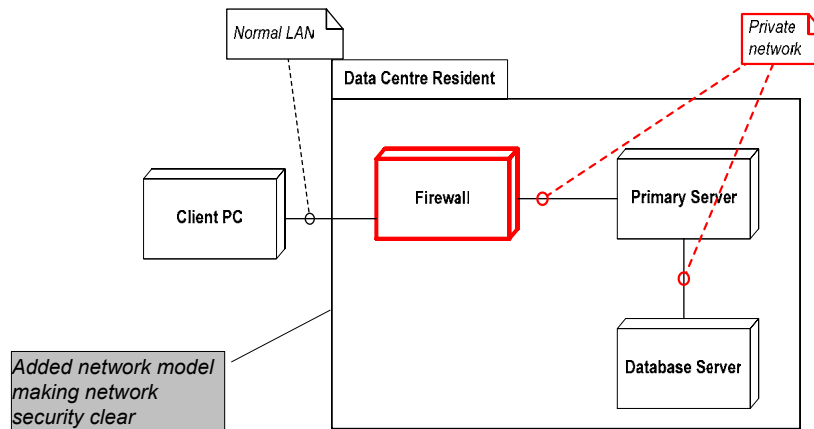 Normal LAN
Private
network
Data Centre Resident
Client PC
Firewall
Primary Server
Database Server
Added network model
making network
security clear